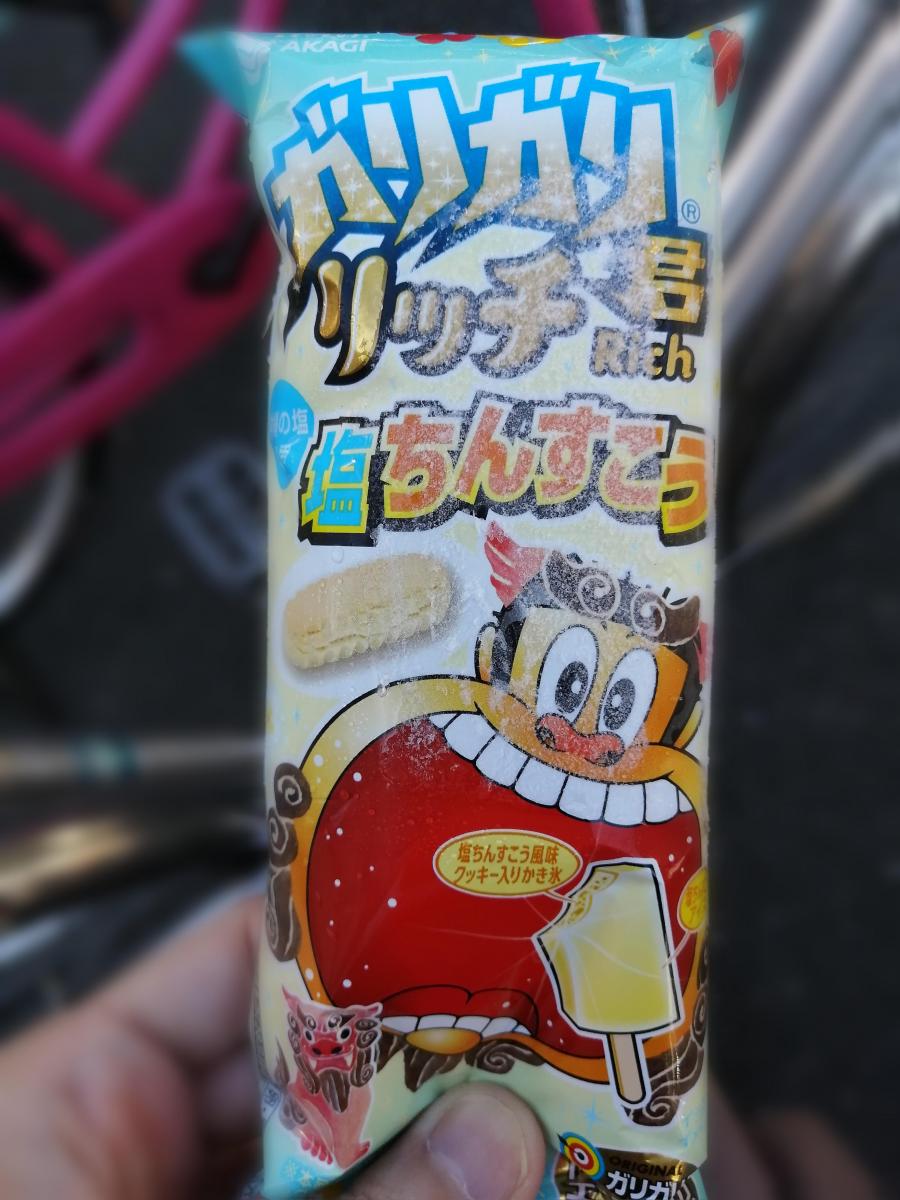 AKAGI
ガリガリ®
リッチ君
Rich
の塩
塩ちんすこう
塩ちんすこう風味
クッキー入りかき氷
ORIGINAL
ガリガリ